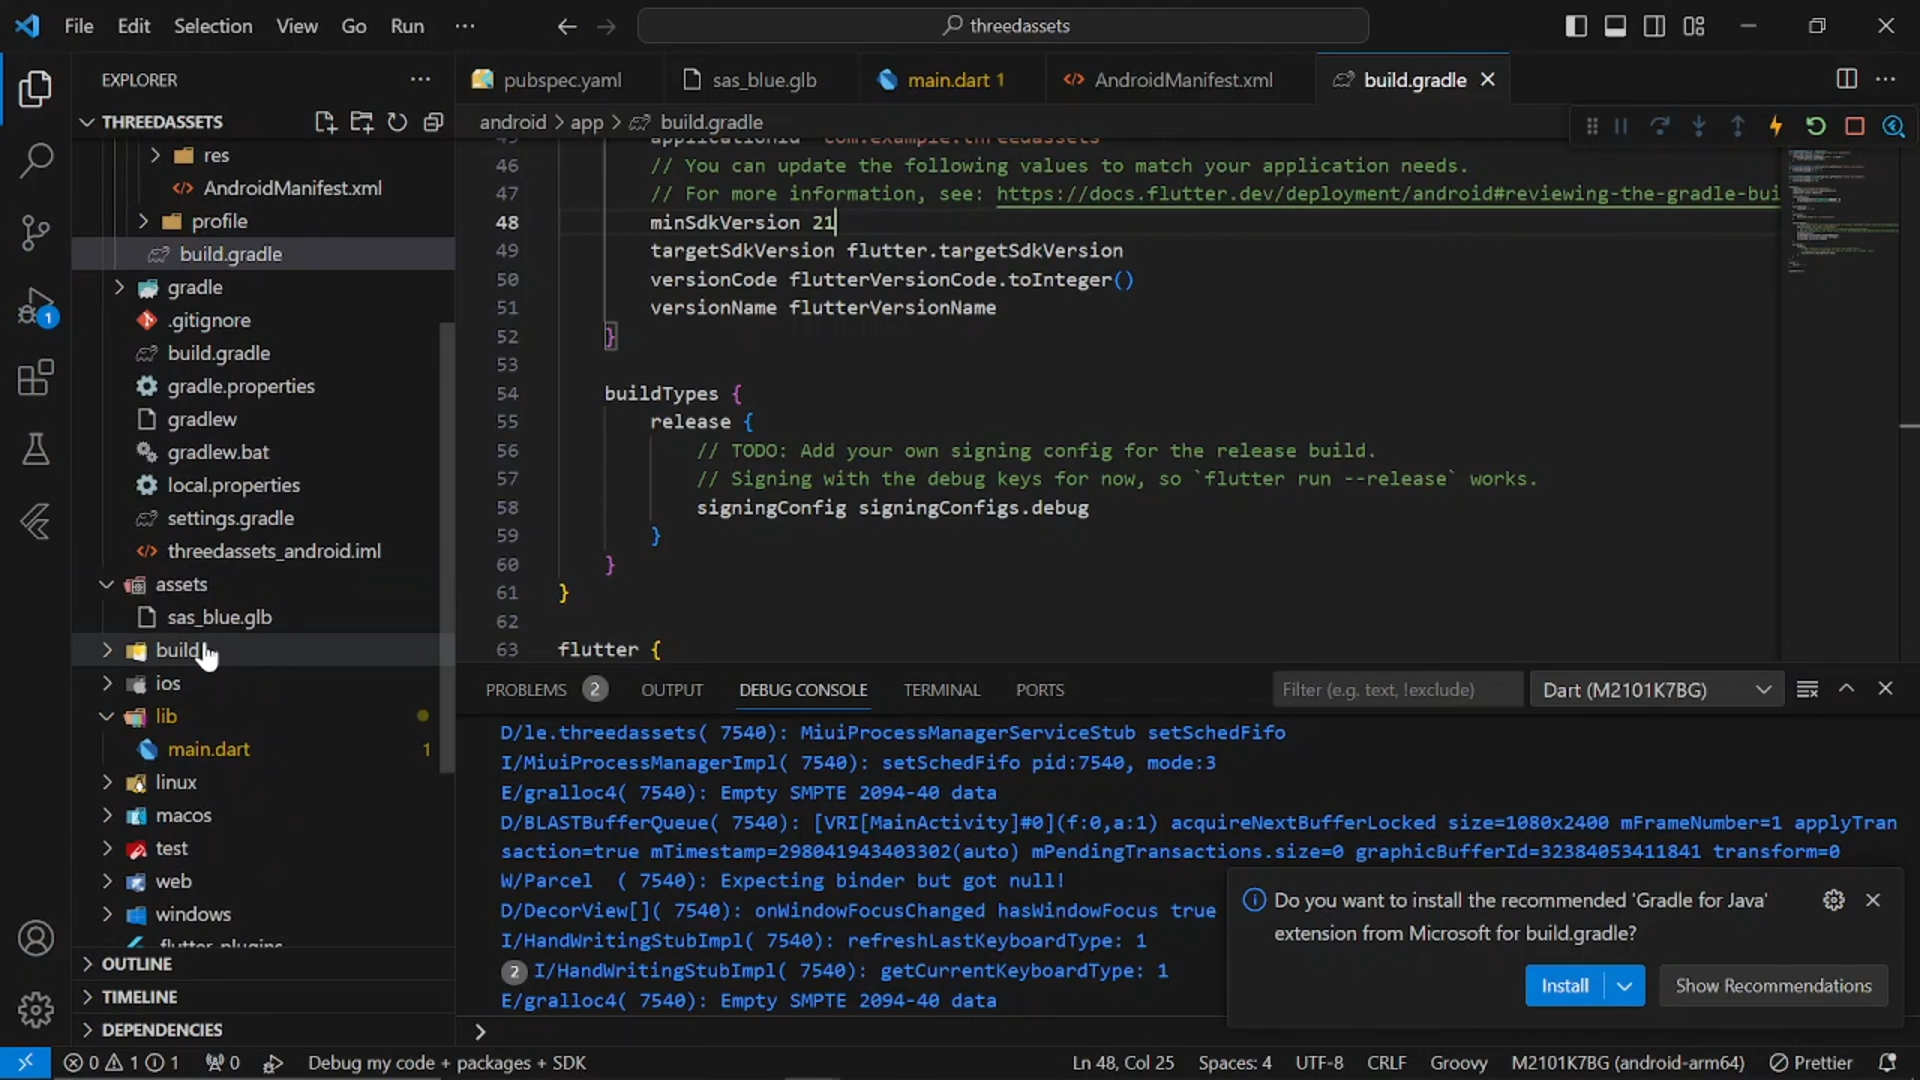 File Edit Selection View Go Run ... threedassets
EXPLORER
THREEDASSETS
res
AndroidManifest.xml
profile
build.gradle
gradle
.gitignore
build.gradle
gradle.properties
gradlew
gradlew.bat
local.properties
settings.gradle
threedassets_android.iml
assets
sas_blue.glb
build
ios
lib
main.dart 1
linux
macos
test
web
windows
.flutter-plugins
OUTLINE
TIMELINE
DEPENDENCIES
1
pubspec.yaml sas_blue.glb main.dart 1 AndroidManifest.xml build.gradle
android > app > build.gradle
45 applicationId "com.example.threedassets"
46 // You can update the following values to match your application needs.
47 // For more information, see: https://docs.flutter.dev/deployment/android#reviewing-the-gradle-bui
48 minSdkVersion 21
49 targetSdkVersion flutter.targetSdkVersion
50 versionCode flutterVersionCode.toInteger()
51 versionName flutterVersionName
52 }
53
54 buildTypes {
55 release {
56 // TODO: Add your own signing config for the release build.
57 // Signing with the debug keys for now, so `flutter run --release` works.
58 signingConfig signingConfigs.debug
59 }
60 }
61 }
62
63 flutter {
PROBLEMS 2 OUTPUT DEBUG CONSOLE TERMINAL PORTS Filter (e.g. text, !exclude) Dart (M2101K7BG)
D/le.threedassets( 7540): MiuiProcessManagerServiceStub setSchedFifo
I/MiuiProcessManagerImpl( 7540): setSchedFifo pid:7540, mode:3
E/gralloc4( 7540): Empty SMPTE 2094-40 data
D/BLASTBufferQueue( 7540): [VRI[MainActivity]#0](f:0,a:1) acquireNextBufferLocked size=1080x2400 mFrameNumber=1 applyTran
saction=true mTimestamp=298041943403302(auto) mPendingTransactions.size=0 graphicBufferId=32384053411841 transform=0
W/Parcel  ( 7540): Expecting binder but got null!
D/DecorView[]( 7540): onWindowFocusChanged hasWindowFocus true
I/HandWritingStubImpl( 7540): refreshLastKeyboardType: 1
2 I/HandWritingStubImpl( 7540): getCurrentKeyboardType: 1
E/gralloc4( 7540): Empty SMPTE 2094-40 data
Do you want to install the recommended 'Gradle for Java'
extension from Microsoft for build.gradle?
Install Show Recommendations
0 1 1 0 Debug my code + packages + SDK Ln 48, Col 25 Spaces: 4 UTF-8 CRLF Groovy M2101K7BG (android-arm64) Prettier